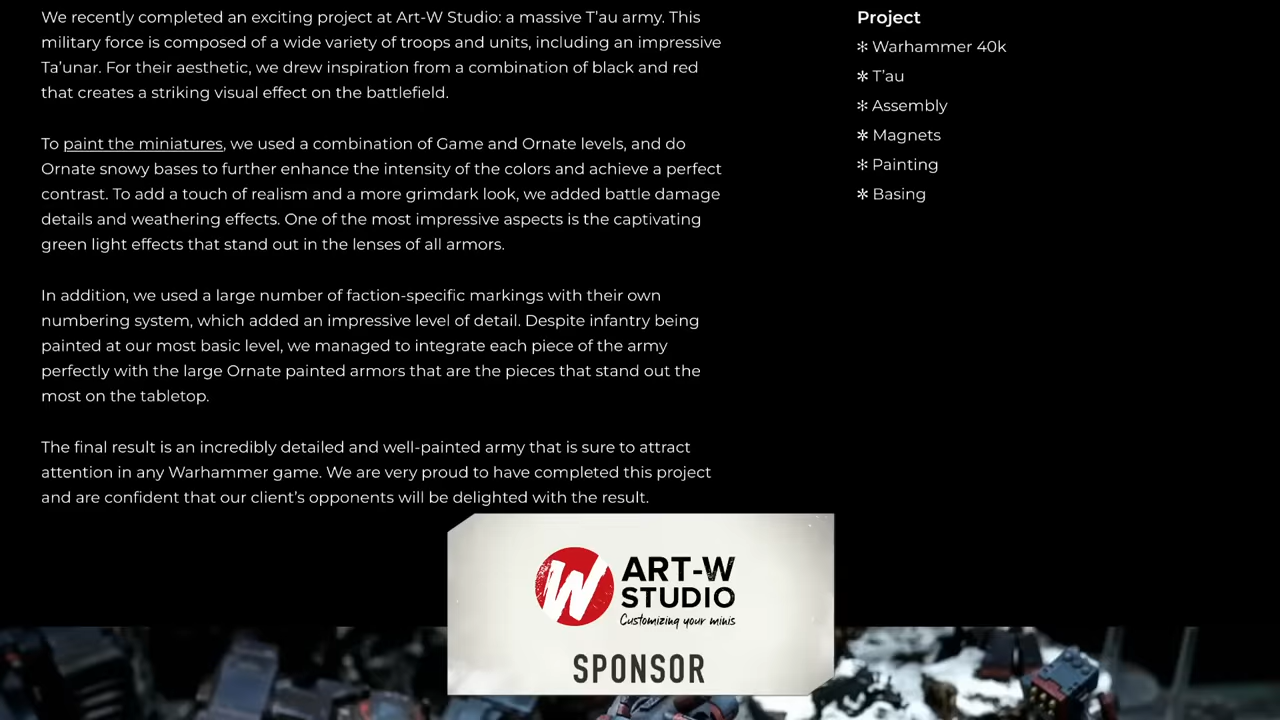 We recently completed an exciting project at Art-W Studio: a massive T'au army. This
military force is composed of a wide variety of troops and units, including an impressive
Ta'unar. For their aesthetic, we drew inspiration from a combination of black and red
that creates a striking visual effect on the battlefield.
To paint the miniatures, we used a combination of Game and Ornate levels, and do
Ornate snowy bases to further enhance the intensity of the colors and achieve a perfect
contrast. To add a touch of realism and a more grimdark look, we added battle damage
details and weathering effects. One of the most impressive aspects is the captivating
green light effects that stand out in the lenses of all armors.
In addition, we used a large number of faction-specific markings with their own
numbering system, which added an impressive level of detail. Despite infantry being
painted at our most basic level, we managed to integrate each piece of the army
perfectly with the large Ornate painted armors that are the pieces that stand out the
most on the tabletop.
The final result is an incredibly detailed and well-painted army that is sure to attract
attention in any Warhammer game. We are very proud to have completed this project
and are confident that our client's opponents will be delighted with the result.
Project
✻ Warhammer 40k
✻ T'au
✻ Assembly
✻ Magnets
✻ Painting
✻ Basing
W ART-W
STUDIO
Customizing your minis
SPONSOR